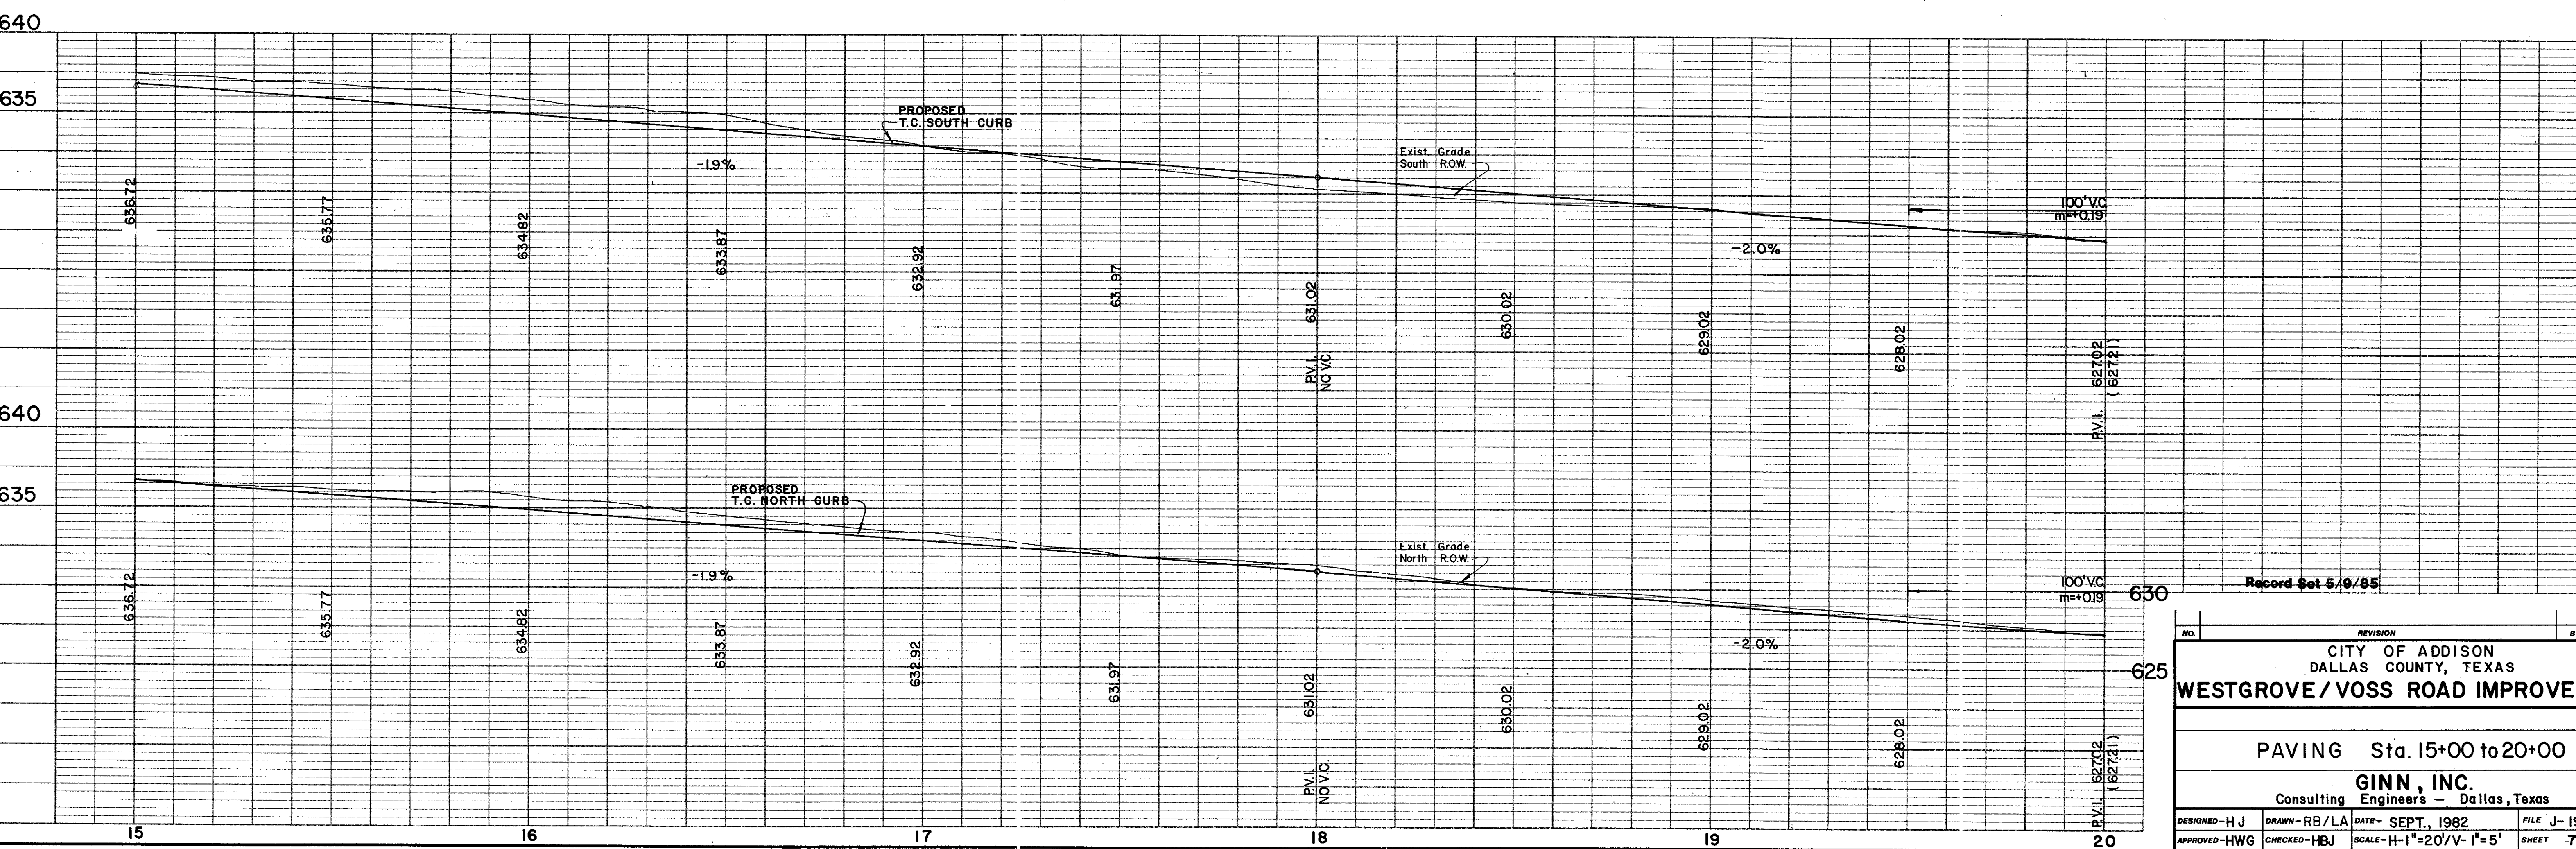 640
635
PROPOSED
T.C. SOUTH CURB
-1.9%
Exist. Grade
South R.O.W.
-2.0%
100' V.C.
m=+0.19
636.72
635.77
634.82
633.87
632.92
631.97
631.02
P.V.I.
NO V.C.
630.02
629.02
628.02
P.V.I. 627.02
(627.21)
640
635
PROPOSED
T.C. NORTH CURB
-1.9%
Exist. Grade
North R.O.W.
-2.0%
100' V.C.
m=+0.19
630
625
636.72
635.77
634.82
633.87
632.92
631.97
631.02
P.V.I.
NO V.C.
630.02
629.02
628.02
P.V.I. 627.02
(627.21)
15 16 17 18 19 20
Record Set 5/9/85
NO. REVISION
CITY OF ADDISON
DALLAS COUNTY, TEXAS
WESTGROVE/VOSS ROAD IMPROVE
PAVING Sta. 15+00 to 20+00
GINN, INC.
Consulting Engineers — Dallas, Texas
DESIGNED-HJ DRAWN-RB/LA DATE- SEPT., 1982 FILE J-19
APPROVED-HWG CHECKED-HBJ SCALE-H-1"=20'/V-1"=5' SHEET 7